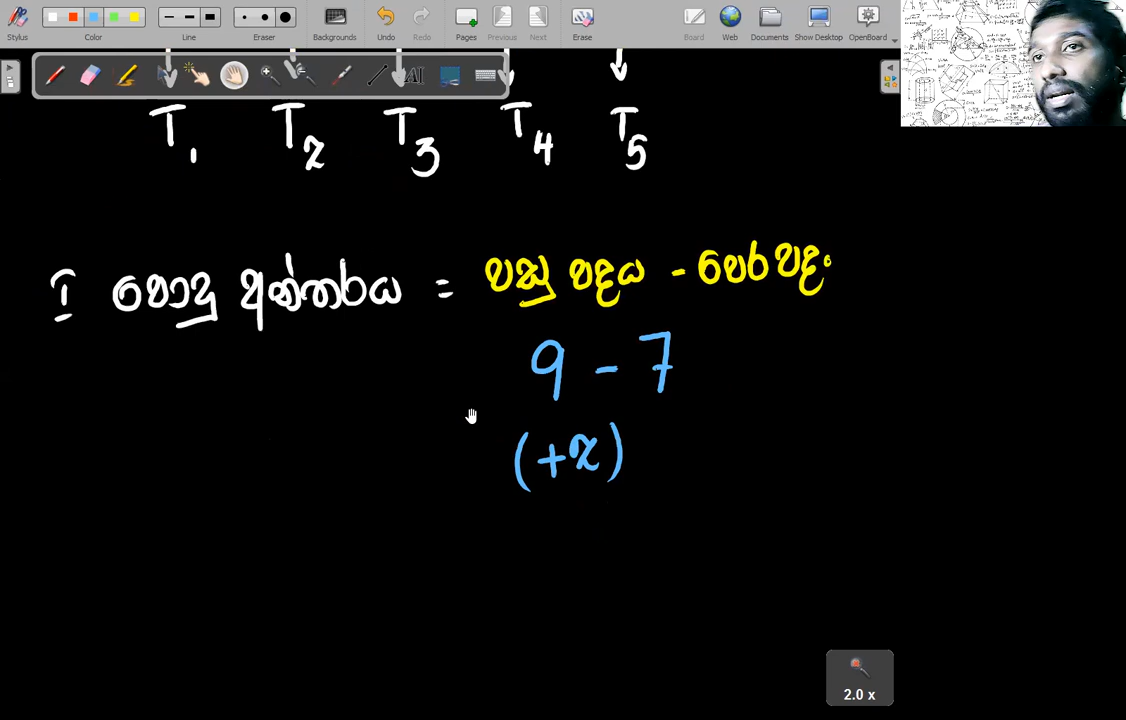 Stylus Color Line Eraser Backgrounds Undo Redo Pages Previous Next Erase Board Web Documents Show Desktop OpenBoard
T1 T2 T3 T4 T5
I පොදු අන්තරය = පසු පදය - පෙර පදය
9 - 7
(+2)
2.0 x